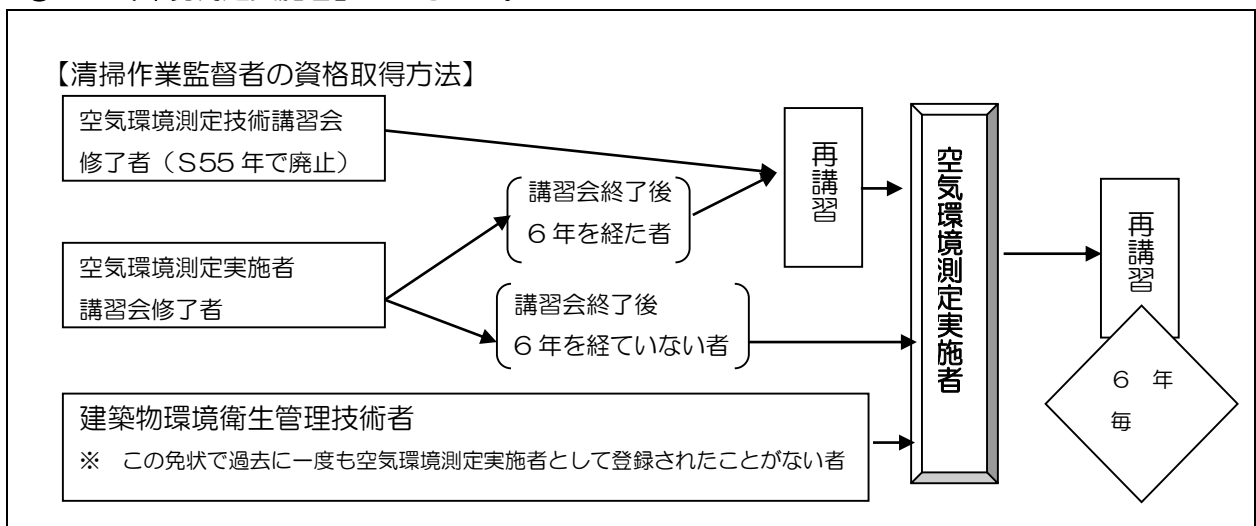 【清掃作業監督者の資格取得方法】
空気環境測定技術講習会
修了者（S55年で廃止）
講習会終了後
６年を経た者
再講習
空気環境測定実施者
講習会修了者
講習会終了後
６年を経ていない者
空気環境測定実施者
再講習
６　年
毎
建築物環境衛生管理技術者
※　この免状で過去に一度も空気環境測定実施者として登録されたことがない者